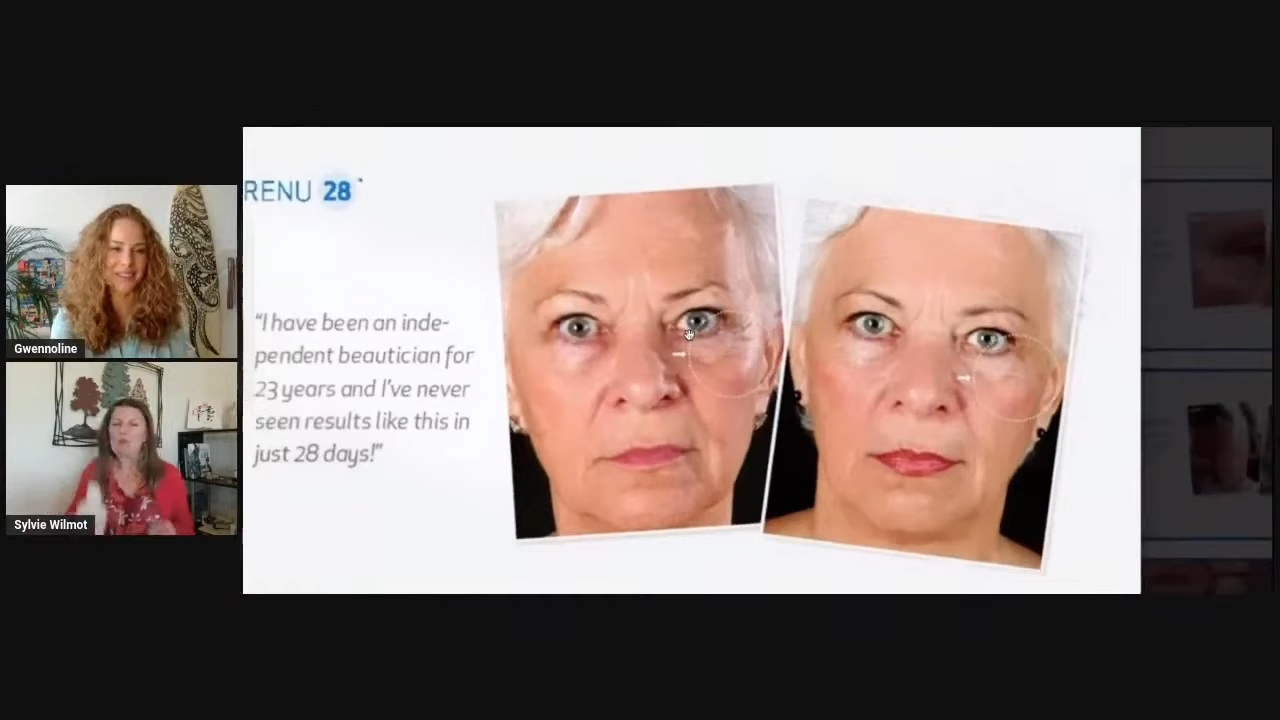 RENU 28
"I have been an inde-
pendent beautician for
23 years and I've never
seen results like this in
just 28 days!"
Gwennoline
Sylvie Wilmot